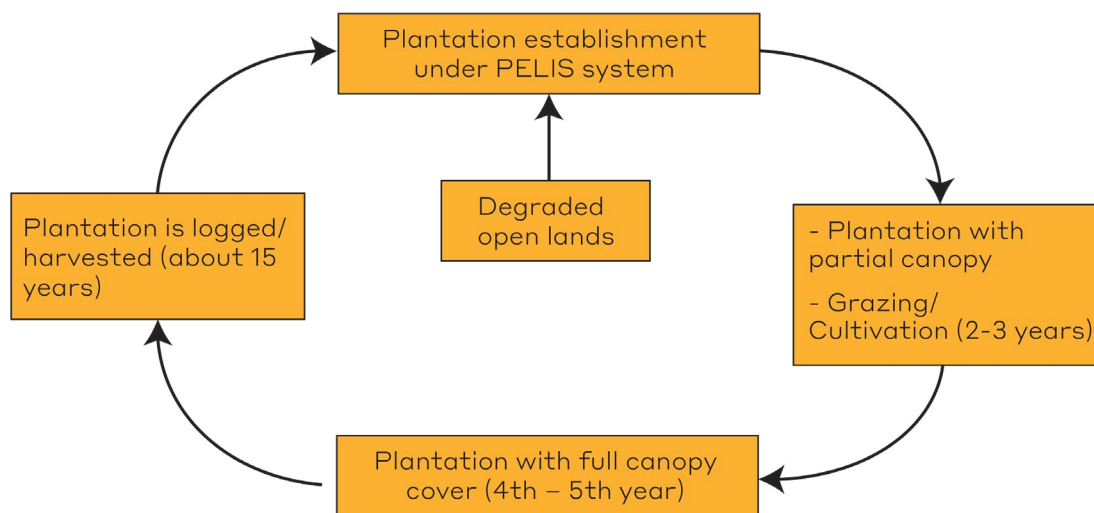 Plantation establishment
under PELIS system
Degraded
open lands
- Plantation with
partial canopy
- Grazing/
Cultivation (2-3 years)
Plantation with full canopy
cover (4th – 5th year)
Plantation is logged/
harvested (about 15
years)